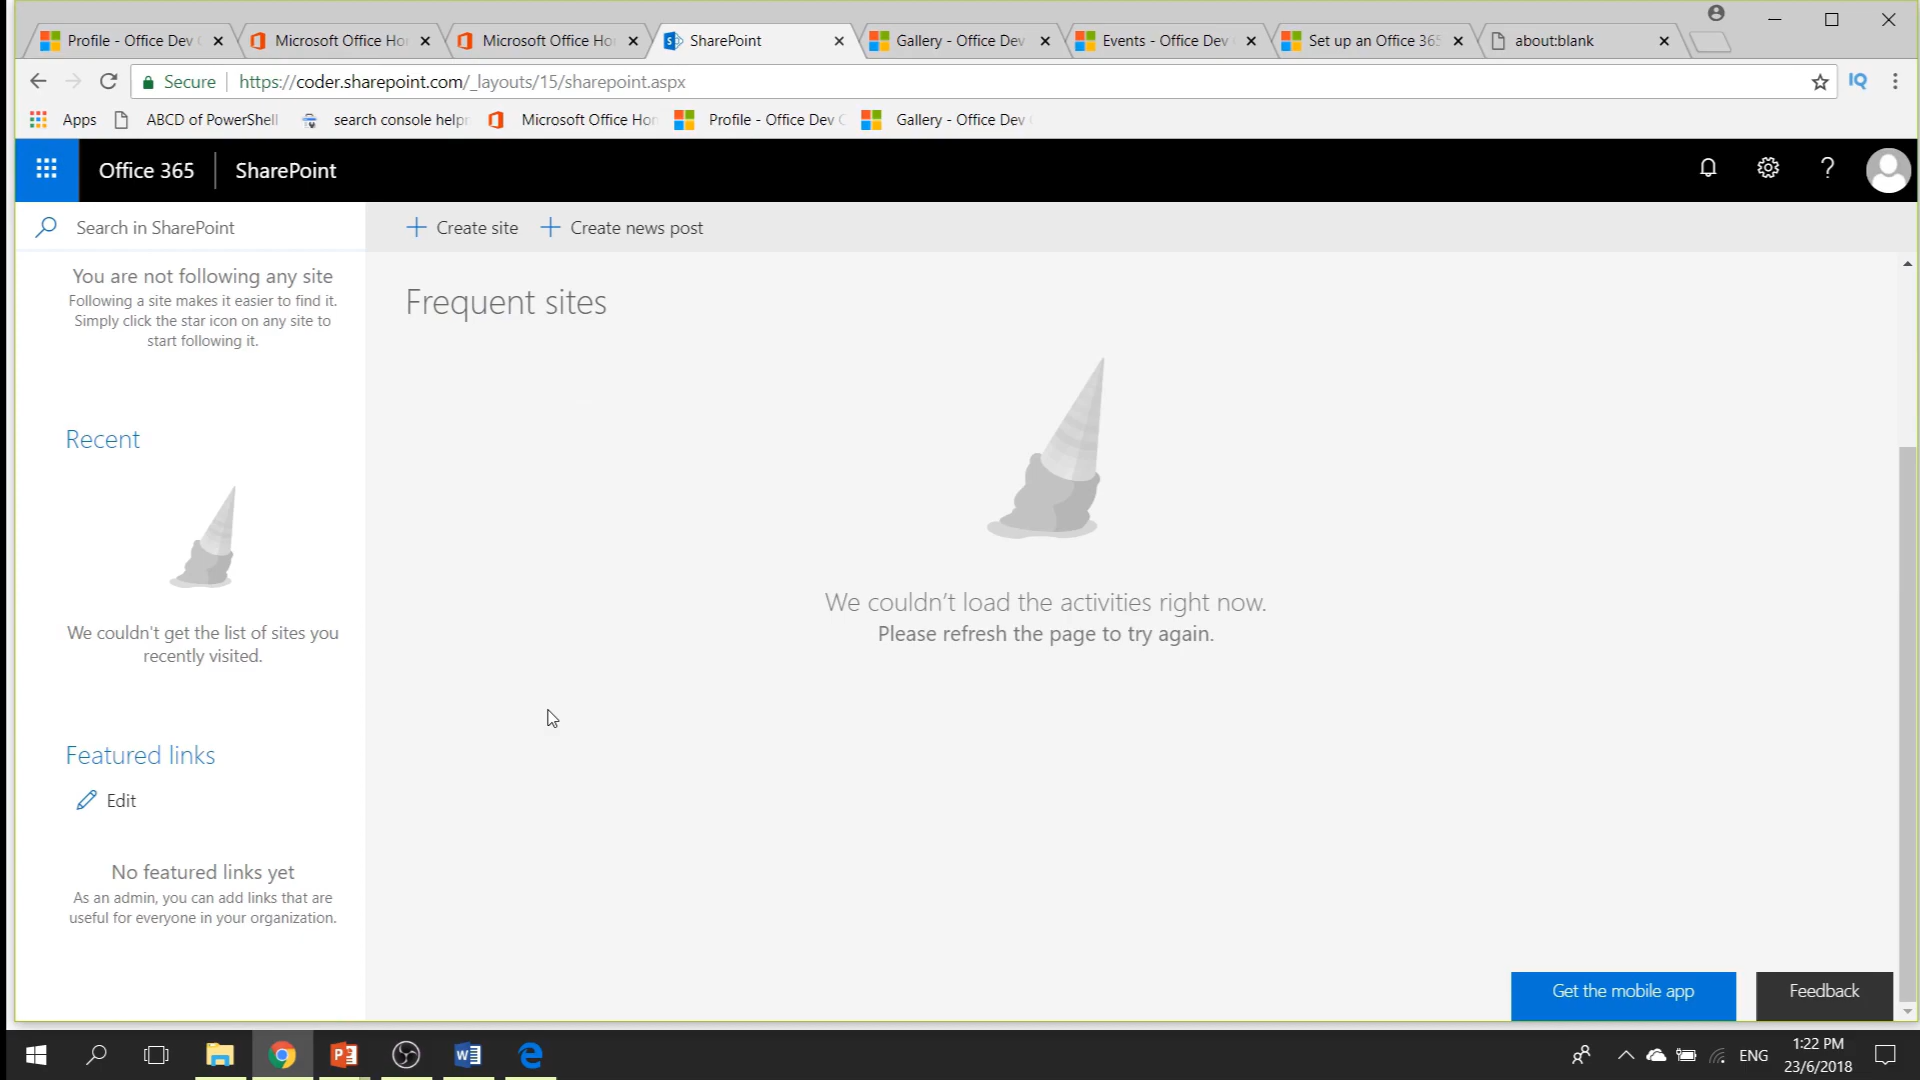 Profile - Office Dev
Microsoft Office Ho
Microsoft Office Ho
SharePoint
Gallery - Office Dev
Events - Office Dev
Set up an Office 365
about:blank
Secure
https://coder.sharepoint.com/_layouts/15/sharepoint.aspx
IQ
Apps
ABCD of PowerShell
search console help
Microsoft Office Hom
Profile - Office Dev C
Gallery - Office Dev
Office 365
SharePoint
?
Search in SharePoint
Create site
Create news post
You are not following any site
Following a site makes it easier to find it.
Simply click the star icon on any site to
start following it.
Recent
We couldn't get the list of sites you
recently visited.
Featured links
Edit
No featured links yet
As an admin, you can add links that are
useful for everyone in your organization.
Frequent sites
We couldn't load the activities right now.
Please refresh the page to try again.
Get the mobile app
Feedback
ENG
1:22 PM
23/6/2018